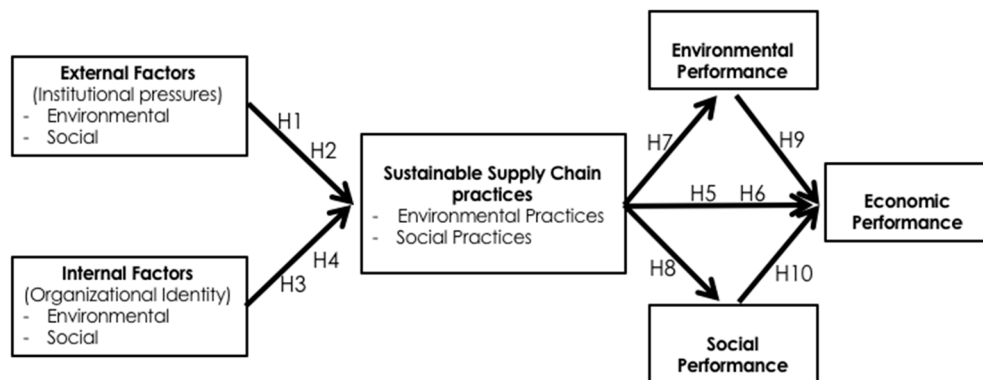 External Factors
(Institutional pressures)
- Environmental
- Social
H1
H2
Internal Factors
(Organizational Identity)
- Environmental
- Social
H3
H4
Sustainable Supply Chain
practices
- Environmental Practices
- Social Practices
Environmental
Performance
H7
H9
H5 H6
H8
H10
Economic
Performance
Social
Performance